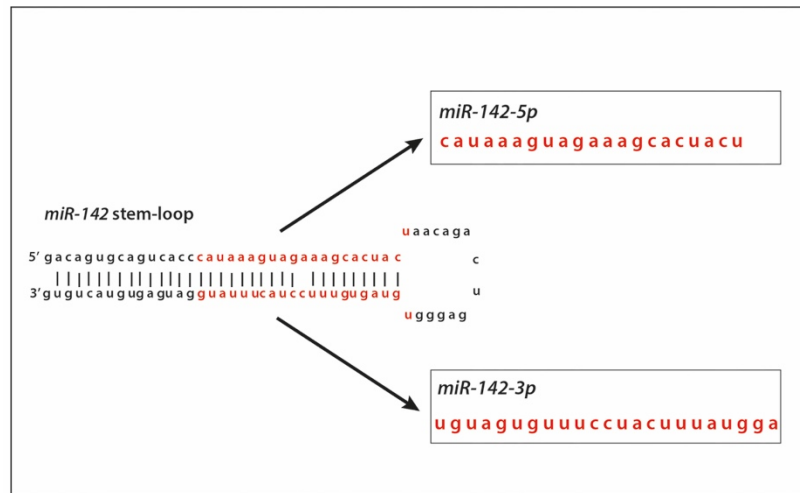 miR-142-5p
cauaaaguagaaagcacuacu
miR-142 stem-loop
uaacaga
5' gacagugcagucacccauaaaguagaaagcacuac
c
u
3'gugucaugugaguagguauuucauccuuugugaug
ugggag
miR-142-3p
uguaguguuuccuacuuuaugga